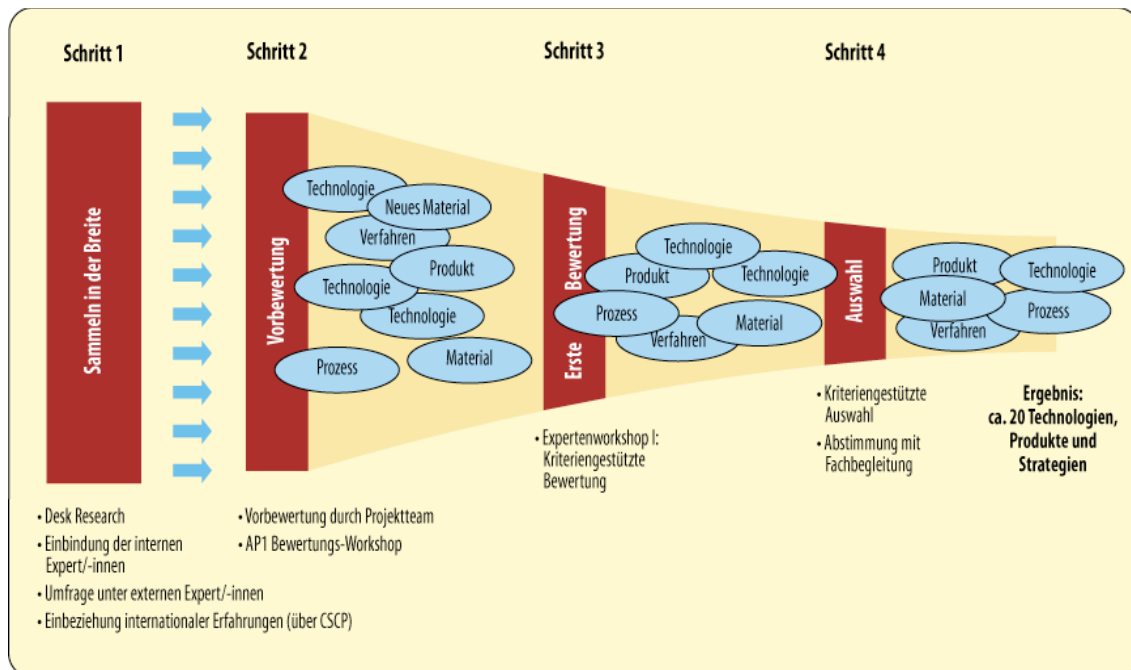 Schritt 1
Schritt 2
Schritt 3
Schritt 4
Sammeln in der Breite
Vorbewertung
Technologie
Neues Material
Verfahren
Produkt
Technologie
Technologie
Prozess
Material
Erste Bewertung
Technologie
Produkt
Technologie
Prozess
Material
Verfahren
Auswahl
Produkt
Technologie
Material
Prozess
Verfahren
• Desk Research
• Einbindung der internen
Expert/-innen
• Umfrage unter externen Expert/-innen
• Einbeziehung internationaler Erfahrungen (über CSCP)
• Vorbewertung durch Projektteam
• AP1 Bewertungs-Workshop
• Expertenworkshop I:
Kriteriengestützte
Bewertung
• Kriteriengestützte
Auswahl
• Abstimmung mit
Fachbegleitung
Ergebnis:
ca. 20 Technologien,
Produkte und
Strategien